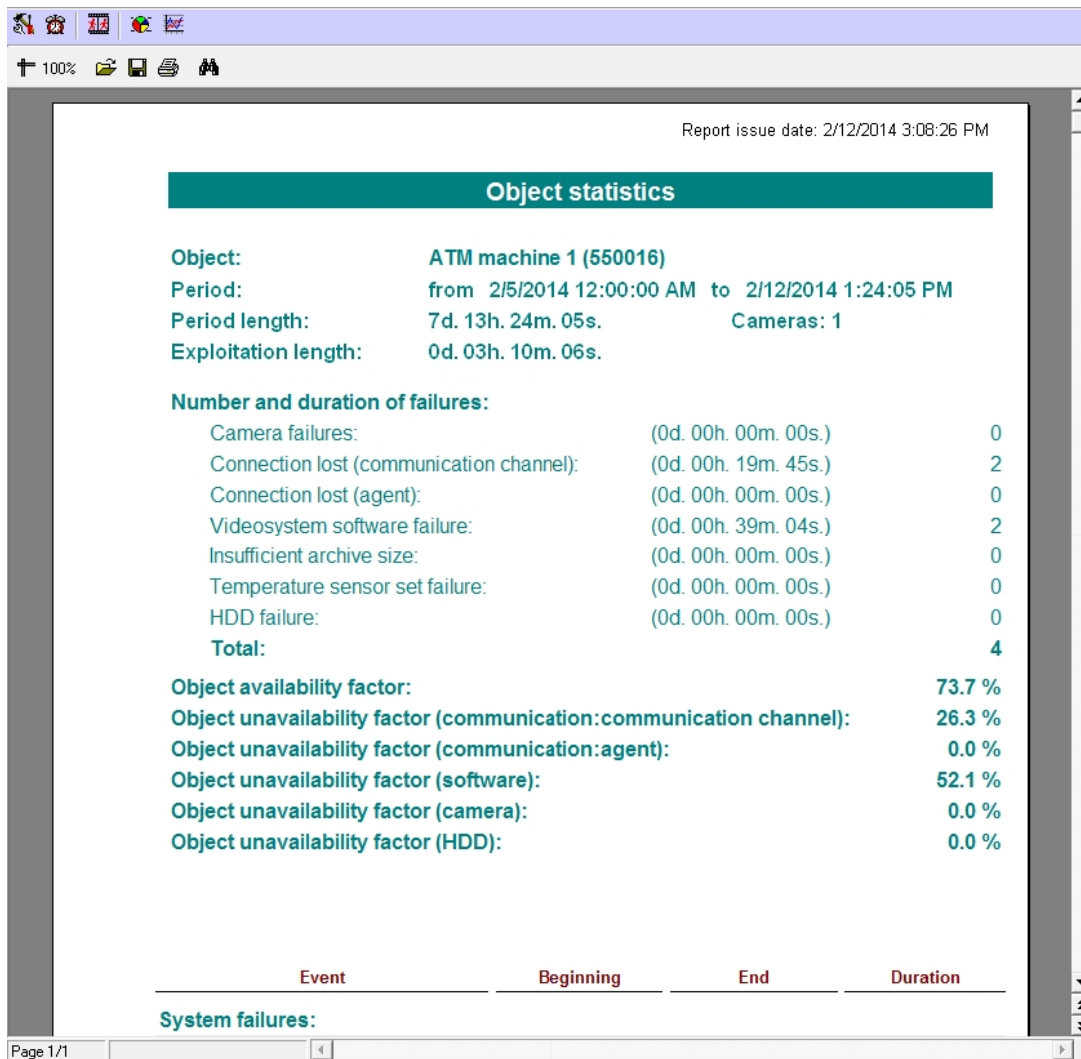 100%
Report issue date: 2/12/2014 3:08:26 PM
Object statistics
Object: ATM machine 1 (550016)
Period: from 2/5/2014 12:00:00 AM to 2/12/2014 1:24:05 PM
Period length: 7d. 13h. 24m. 05s. Cameras: 1
Exploitation length: 0d. 03h. 10m. 06s.
Number and duration of failures:
Camera failures: (0d. 00h. 00m. 00s.) 0
Connection lost (communication channel): (0d. 00h. 19m. 45s.) 2
Connection lost (agent): (0d. 00h. 00m. 00s.) 0
Videosystem software failure: (0d. 00h. 39m. 04s.) 2
Insufficient archive size: (0d. 00h. 00m. 00s.) 0
Temperature sensor set failure: (0d. 00h. 00m. 00s.) 0
HDD failure: (0d. 00h. 00m. 00s.) 0
Total: 4
Object availability factor: 73.7 %
Object unavailability factor (communication:communication channel): 26.3 %
Object unavailability factor (communication:agent): 0.0 %
Object unavailability factor (software): 52.1 %
Object unavailability factor (camera): 0.0 %
Object unavailability factor (HDD): 0.0 %
Event Beginning End Duration
System failures:
Page 1/1